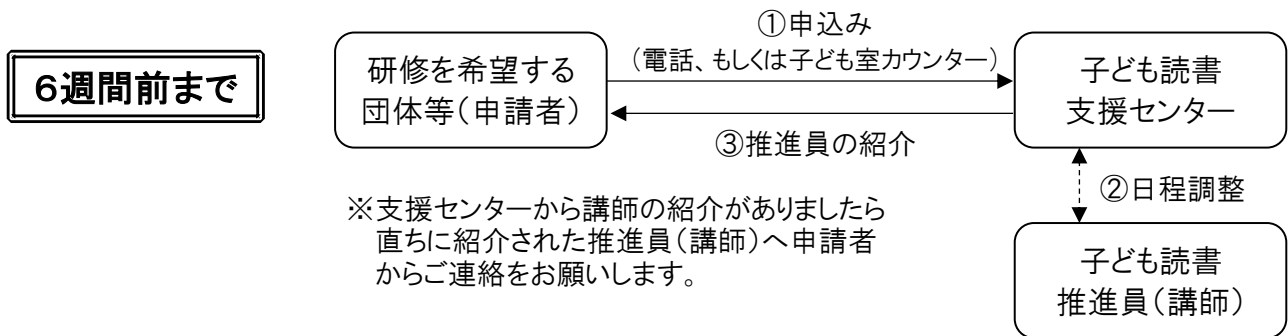 6週間前まで
研修を希望する
団体等(申請者)
①申込み
(電話、もしくは子ども室カウンター)
③推進員の紹介
子ども読書
支援センター
②日程調整
子ども読書
推進員(講師)
※支援センターから講師の紹介がありましたら
直ちに紹介された推進員(講師)へ申請者
からご連絡をお願いします。